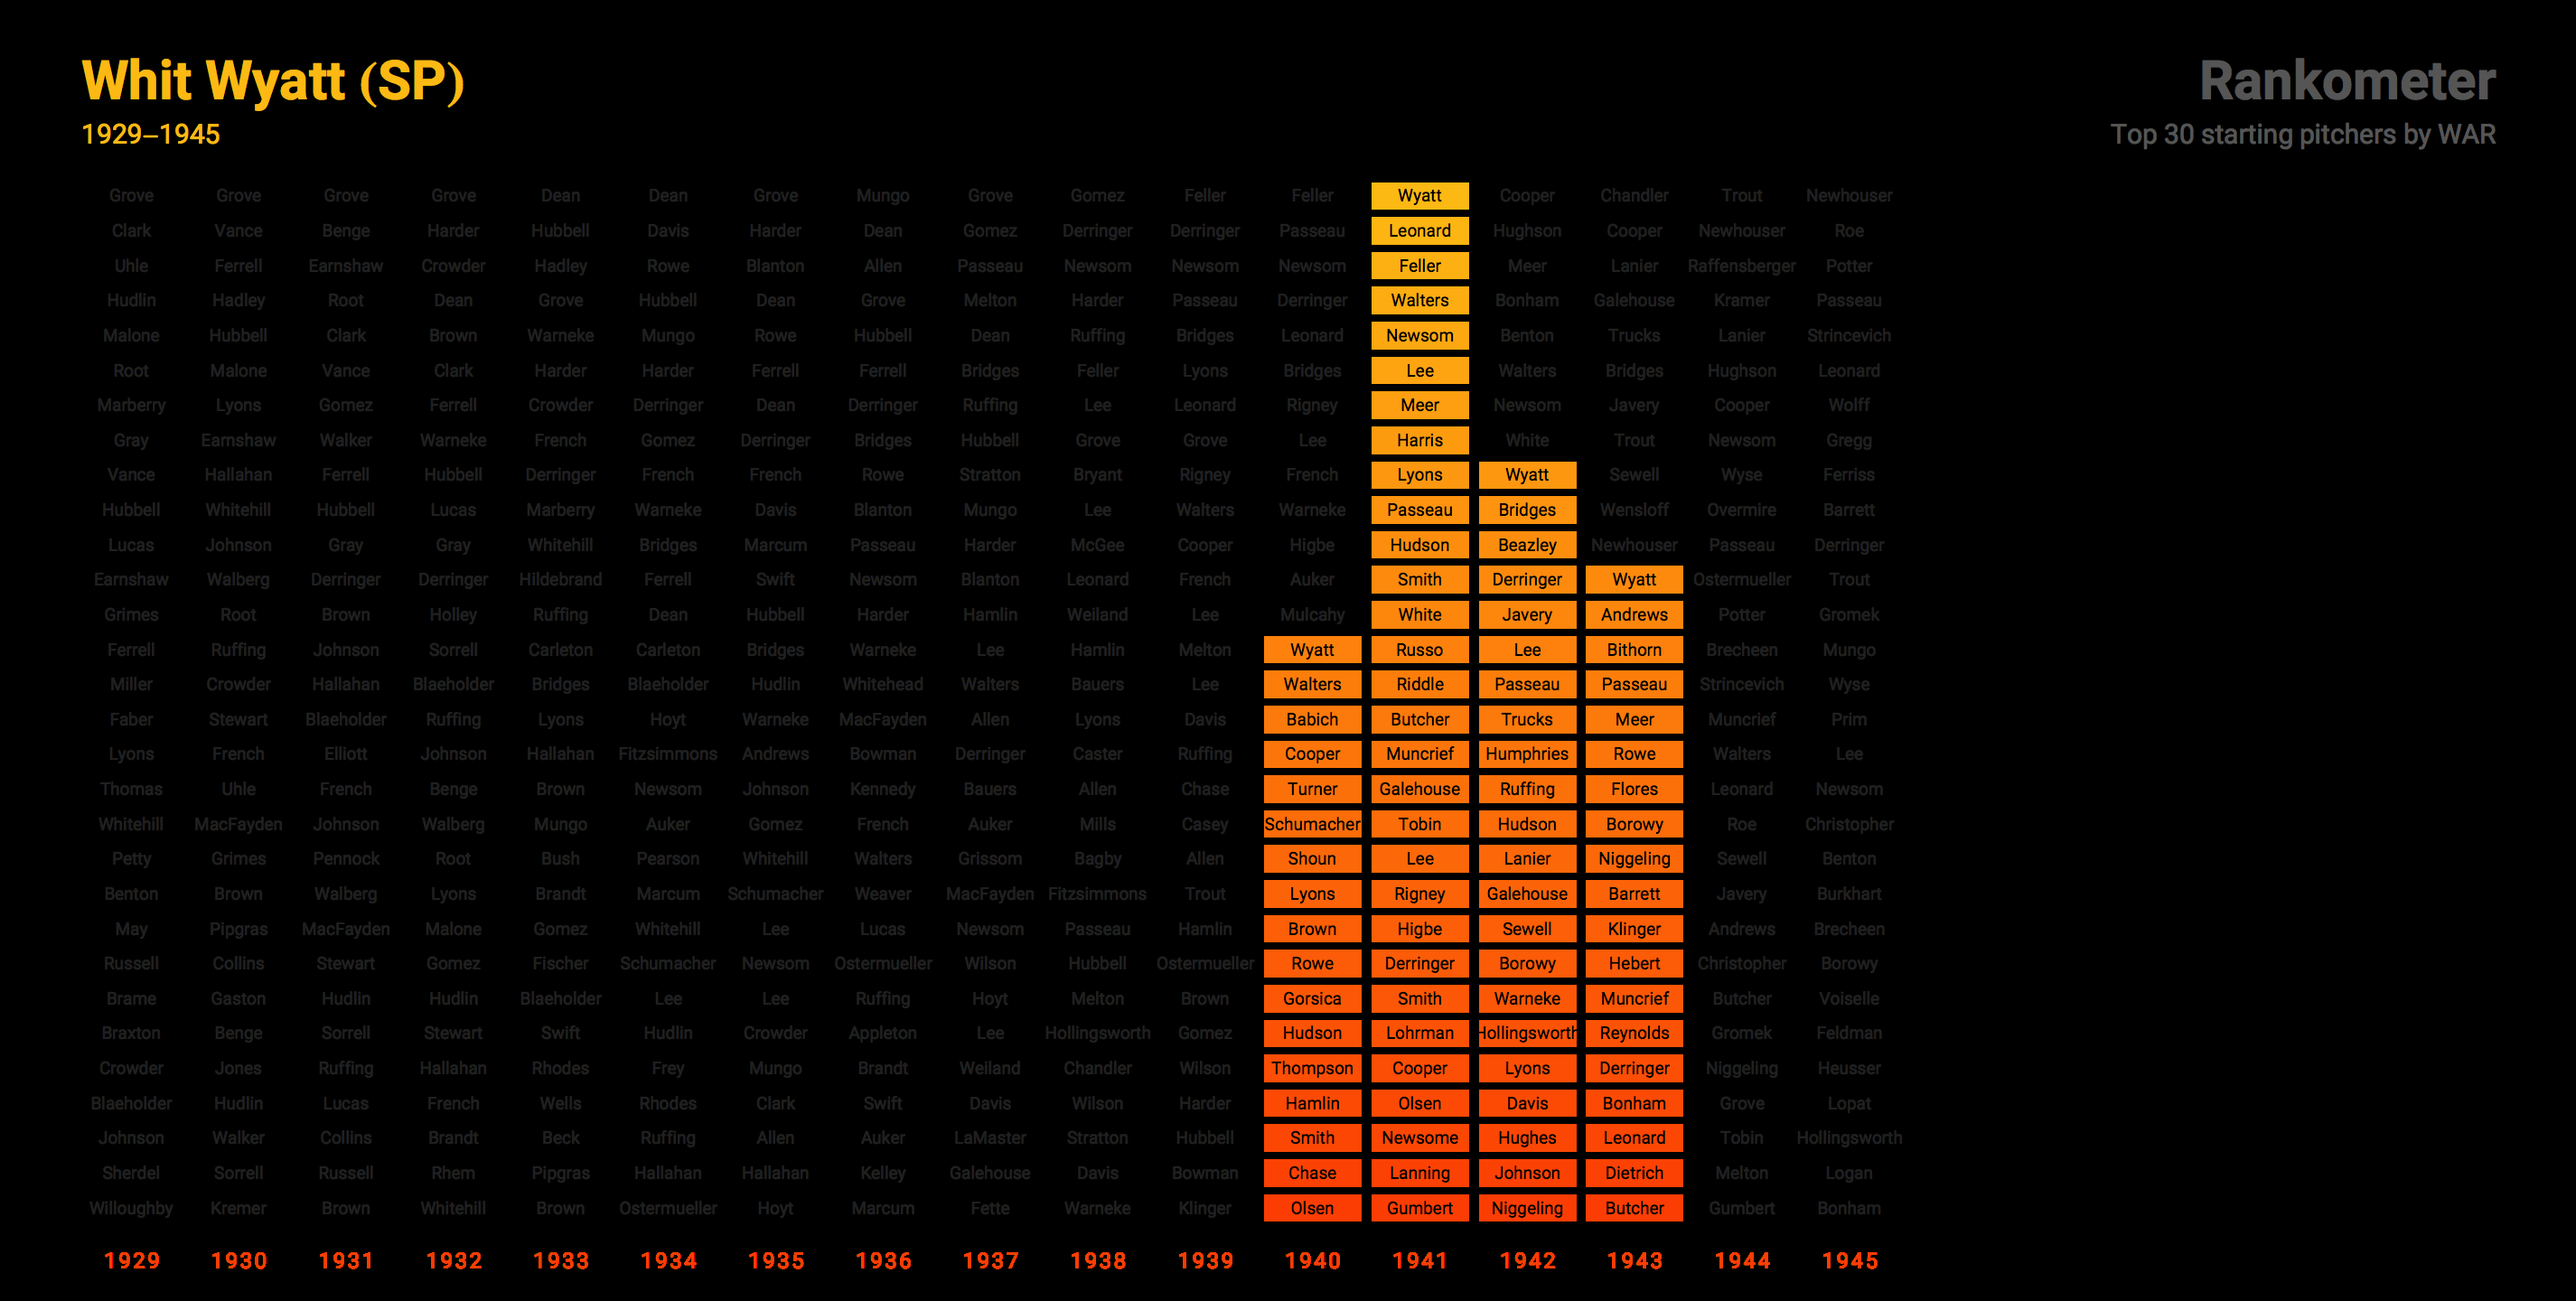 Whit Wyatt (SP)
1929–1945
Rankometer
Top 30 starting pitchers by WAR
Grove Grove Grove Grove Dean Dean Grove Mungo Grove Gomez Feller Feller Wyatt Cooper Chandler Trout Newhouser
Clark Vance Benge Harder Hubbell Davis Harder Dean Gomez Derringer Derringer Passeau Leonard Hughson Cooper Newhouser Roe
Uhle Ferrell Earnshaw Crowder Hadley Rowe Blanton Allen Passeau Newsom Newsom Newsom Feller Meer Lanier Raffensberger Potter
Hudlin Hadley Root Dean Grove Hubbell Dean Grove Melton Harder Passeau Derringer Walters Bonham Galehouse Kramer Passeau
Malone Hubbell Clark Brown Warneke Mungo Rowe Hubbell Dean Ruffing Bridges Leonard Newsom Benton Trucks Lanier Strincevich
Root Malone Vance Clark Harder Harder Ferrell Ferrell Bridges Feller Lyons Bridges Lee Walters Bridges Hughson Leonard
Marberry Lyons Gomez Ferrell Crowder Derringer Dean Derringer Ruffing Lee Leonard Rigney Meer Newsom Javery Cooper Wolff
Gray Earnshaw Walker Warneke French Gomez Derringer Bridges Hubbell Grove Grove Lee Harris White Trout Newsom Gregg
Vance Hallahan Ferrell Hubbell Derringer French French Rowe Stratton Bryant Rigney French Lyons Wyatt Sewell Wyse Ferriss
Hubbell Whitehill Hubbell Lucas Marberry Warneke Davis Blanton Mungo Lee Walters Warneke Passeau Bridges Wensloff Overmire Barrett
Lucas Johnson Gray Gray Whitehill Bridges Marcum Passeau Harder McGee Cooper Higbe Hudson Beazley Newhouser Passeau Derringer
Earnshaw Walberg Derringer Derringer Hildebrand Ferrell Swift Newsom Blanton Leonard French Auker Smith Derringer Wyatt Ostermueller Trout
Grimes Root Brown Holley Ruffing Dean Hubbell Harder Hamlin Weiland Lee Mulcahy White Javery Andrews Potter Gromek
Ferrell Ruffing Johnson Sorrell Carleton Carleton Bridges Warneke Lee Hamlin Melton Wyatt Russo Lee Bithorn Brecheen Mungo
Miller Crowder Hallahan Blaeholder Bridges Blaeholder Hudlin Whitehead Walters Bauers Lee Walters Riddle Passeau Passeau Strincevich Wyse
Faber Stewart Blaeholder Ruffing Lyons Hoyt Warneke MacFayden Allen Lyons Davis Babich Butcher Trucks Meer Muncrief Prim
Lyons French Elliott Johnson Hallahan Fitzsimmons Andrews Bowman Derringer Caster Ruffing Cooper Muncrief Humphries Rowe Walters Lee
Thomas Uhle French Benge Brown Newsom Johnson Kennedy Bauers Allen Chase Turner Galehouse Ruffing Flores Leonard Newsom
Whitehill MacFayden Johnson Walberg Mungo Auker Gomez French Auker Mills Casey Schumacher Tobin Hudson Borowy Roe Christopher
Petty Grimes Pennock Root Bush Pearson Whitehill Walters Grissom Bagby Allen Shoun Lee Lanier Niggeling Sewell Benton
Benton Brown Walberg Lyons Brandt Marcum Schumacher Weaver MacFayden Fitzsimmons Trout Lyons Rigney Galehouse Barrett Javery Burkhart
May Pipgras MacFayden Malone Gomez Whitehill Lee Lucas Newsom Passeau Hamlin Brown Higbe Sewell Klinger Andrews Brecheen
Russell Collins Stewart Gomez Fischer Schumacher Newsom Ostermueller Wilson Hubbell Ostermueller Rowe Derringer Borowy Hebert Christopher Borowy
Brame Gaston Hudlin Hudlin Blaeholder Lee Lee Ruffing Hoyt Melton Brown Gorsica Smith Warneke Muncrief Butcher Voiselle
Braxton Benge Sorrell Stewart Swift Hudlin Crowder Appleton Lee Hollingsworth Gomez Hudson Lohrman Hollingsworth Reynolds Gromek Feldman
Crowder Jones Ruffing Hallahan Rhodes Frey Mungo Brandt Weiland Chandler Wilson Thompson Cooper Lyons Derringer Niggeling Heusser
Blaeholder Hudlin Lucas French Wells Rhodes Clark Swift Davis Wilson Harder Hamlin Olsen Davis Bonham Grove Lopat
Johnson Walker Collins Brandt Beck Ruffing Allen Auker LaMaster Stratton Hubbell Smith Newsome Hughes Leonard Tobin Hollingsworth
Sherdel Sorrell Russell Rhem Pipgras Hallahan Hallahan Kelley Galehouse Davis Bowman Chase Lanning Johnson Dietrich Melton Logan
Willoughby Kremer Brown Whitehill Brown Ostermueller Hoyt Marcum Fette Warneke Klinger Olsen Gumbert Niggeling Butcher Gumbert Bonham
1929 1930 1931 1932 1933 1934 1935 1936 1937 1938 1939 1940 1941 1942 1943 1944 1945